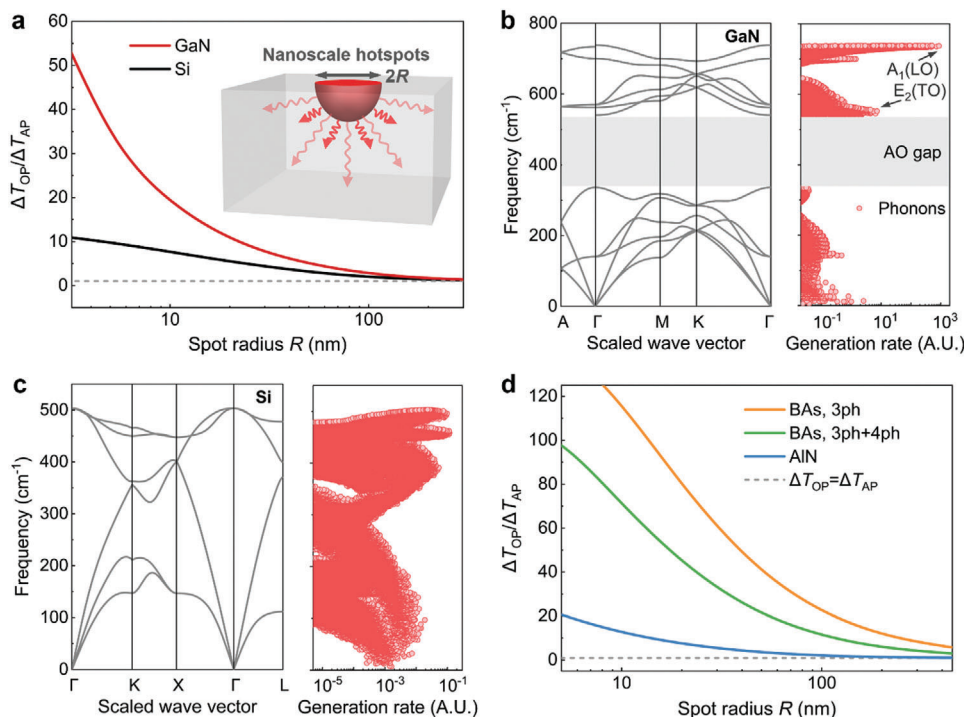 a
ΔT_OP/ΔT_AP
60
50
40
30
20
10
0
GaN
Si
Nanoscale hotspots
2R
10
100
Spot radius R (nm)
b
Frequency (cm⁻¹)
800
600
400
200
0
GaN
A Γ M K Γ
Scaled wave vector
A₁(LO)
E₂(TO)
AO gap
Phonons
10⁻¹ 10¹ 10³
Generation rate (A.U.)
c
Frequency (cm⁻¹)
500
400
300
200
100
0
Si
Γ K X Γ L
Scaled wave vector
10⁻⁵ 10⁻³ 10⁻¹
Generation rate (A.U.)
d
ΔT_OP/ΔT_AP
120
100
80
60
40
20
0
BAs, 3ph
BAs, 3ph+4ph
AlN
ΔT_OP=ΔT_AP
10
100
Spot radius R (nm)